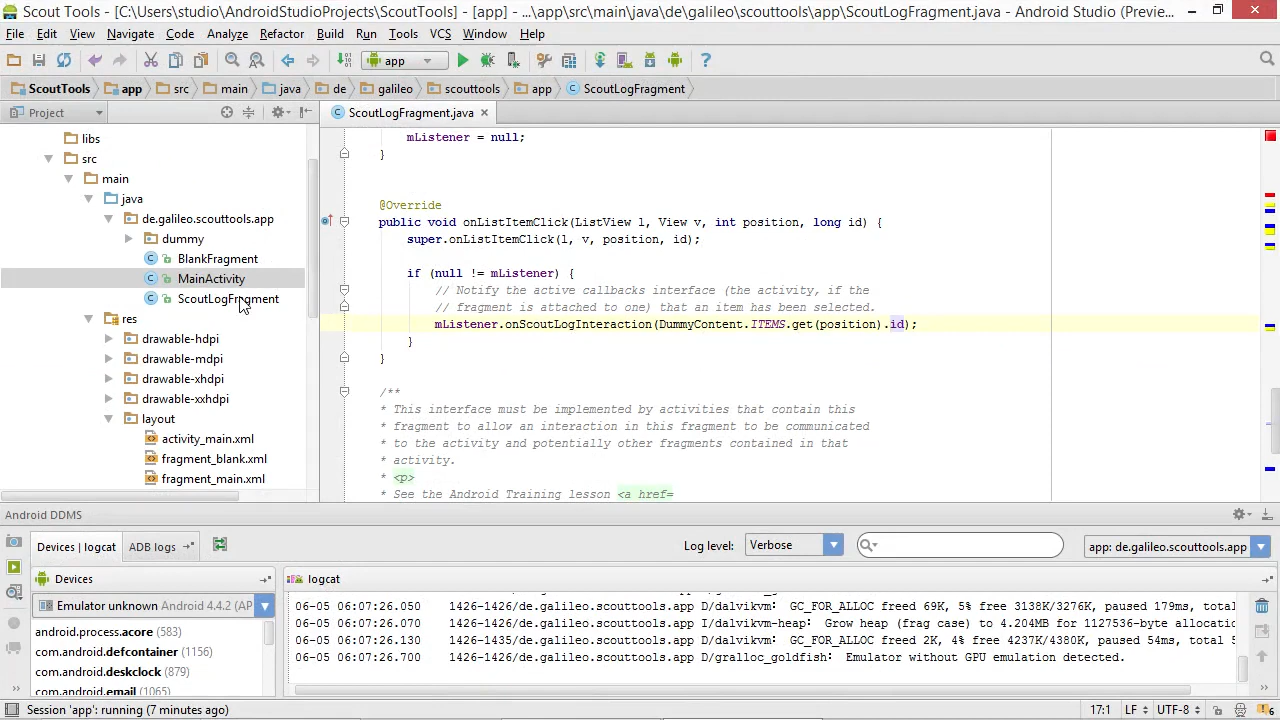 Scout Tools - [C:\Users\studio\AndroidStudioProjects\ScoutTools] - [app] - ...\app\src\main\java\de\galileo\scouttools\app\ScoutLogFragment.java - Android Studio (Previe...
File Edit View Navigate Code Analyze Refactor Build Run Tools VCS Window Help
app
ScoutTools app src main java de galileo scouttools app ScoutLogFragment
Project
ScoutLogFragment.java
libs
src
main
java
de.galileo.scouttools.app
dummy
BlankFragment
MainActivity
ScoutLogFragment
res
drawable-hdpi
drawable-mdpi
drawable-xhdpi
drawable-xxhdpi
layout
activity_main.xml
fragment_blank.xml
fragment_main.xml
mListener = null;
}
@Override
public void onListItemClick(ListView l, View v, int position, long id) {
super.onListItemClick(l, v, position, id);
if (null != mListener) {
// Notify the active callbacks interface (the activity, if the
// fragment is attached to one) that an item has been selected.
mListener.onScoutLogInteraction(DummyContent.ITEMS.get(position).id);
}
}
/**
* This interface must be implemented by activities that contain this
* fragment to allow an interaction in this fragment to be communicated
* to the activity and potentially other fragments contained in that
* activity.
* <p>
* See the Android Training lesson <a href=
Android DDMS
Devices | logcat ADB logs
Log level: Verbose
app: de.galileo.scouttools.app
Devices
logcat
Emulator unknown Android 4.4.2 (AP
android.process.acore (583)
com.android.defcontainer (1156)
com.android.deskclock (879)
com.android.email (1065)
06-05 06:07:26.050 1426-1426/de.galileo.scouttools.app D/dalvikvm: GC_FOR_ALLOC freed 69K, 5% free 3138K/3276K, paused 179ms, tota
06-05 06:07:26.070 1426-1426/de.galileo.scouttools.app D/dalvikvm-heap: Grow heap (frag case) to 4.204MB for 1127536-byte allocatio
06-05 06:07:26.130 1426-1435/de.galileo.scouttools.app D/dalvikvm: GC_FOR_ALLOC freed 2K, 4% free 4237K/4380K, paused 54ms, total 5
06-05 06:07:26.700 1426-1426/de.galileo.scouttools.app D/gralloc_goldfish: Emulator without GPU emulation detected.
Session 'app': running (7 minutes ago)
17:1 LF UTF-8 6